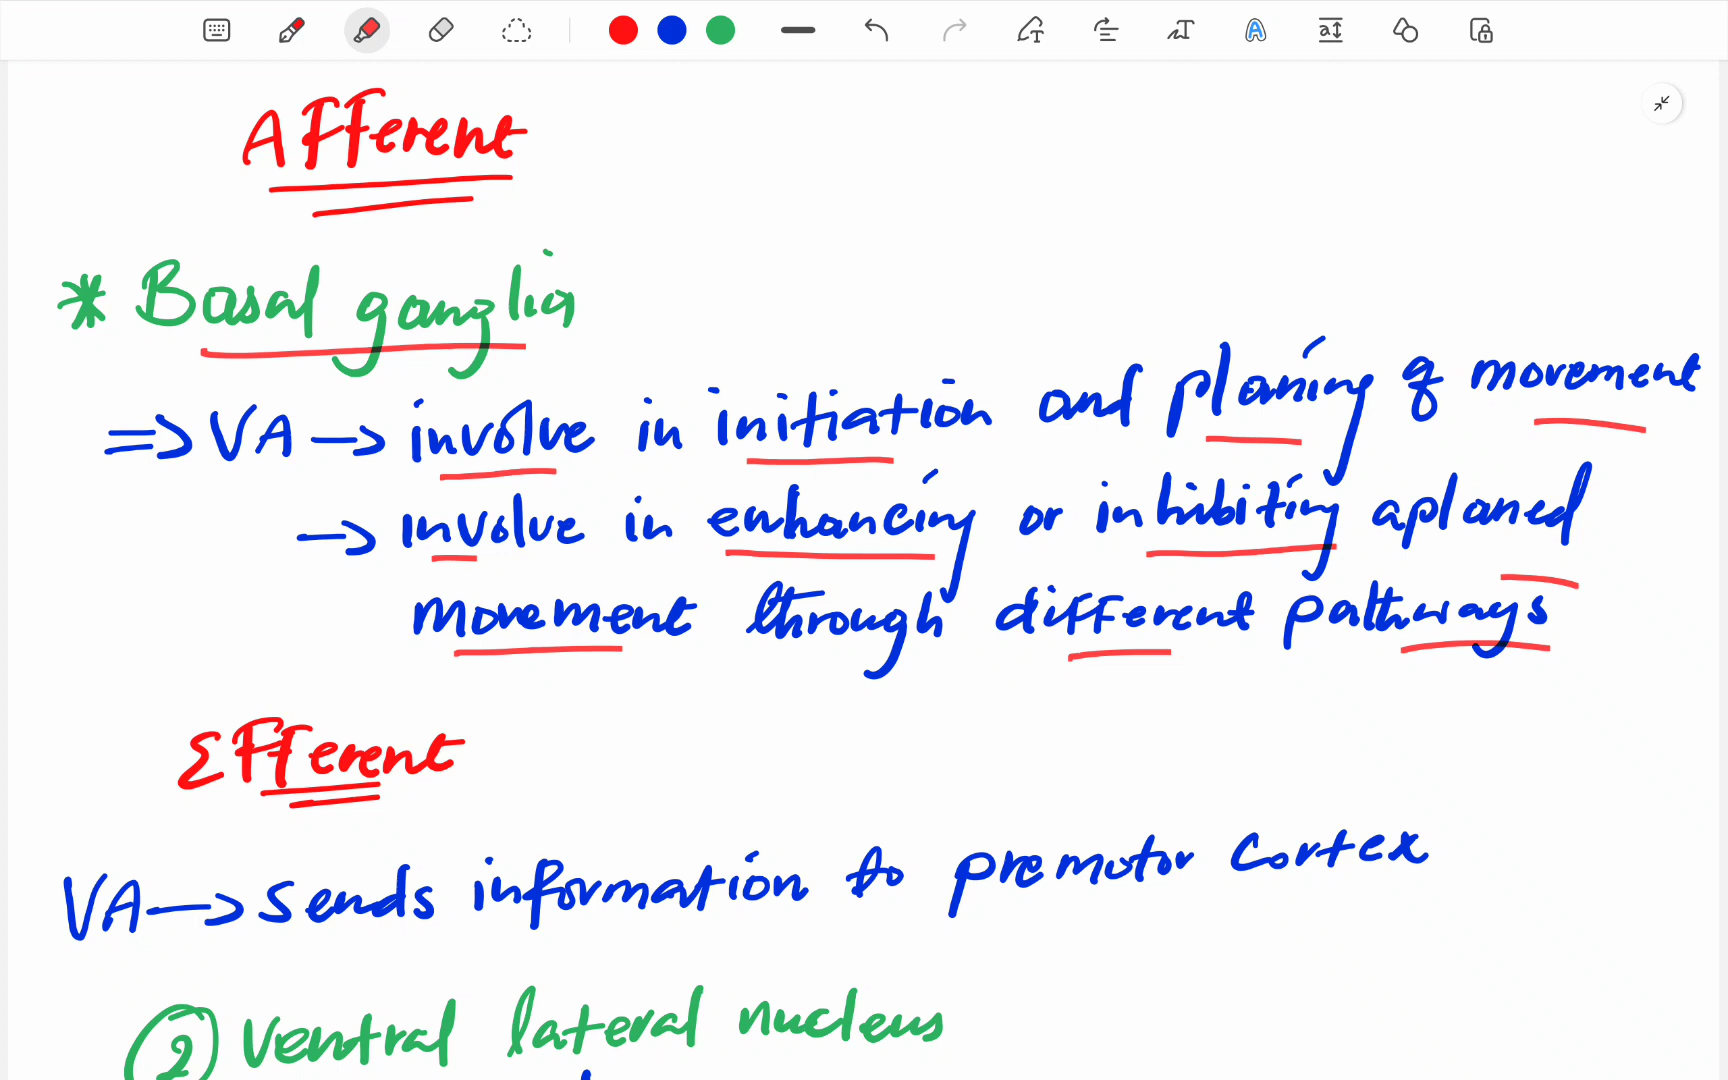 Afferent
* Basal ganglia
=> VA → involve in initiation and planing of movement
→ involve in enhancing or inhibiting a planed
movement through different pathways
Efferent
VA → sends information to premotor cortex
2 Ventral lateral nucleus